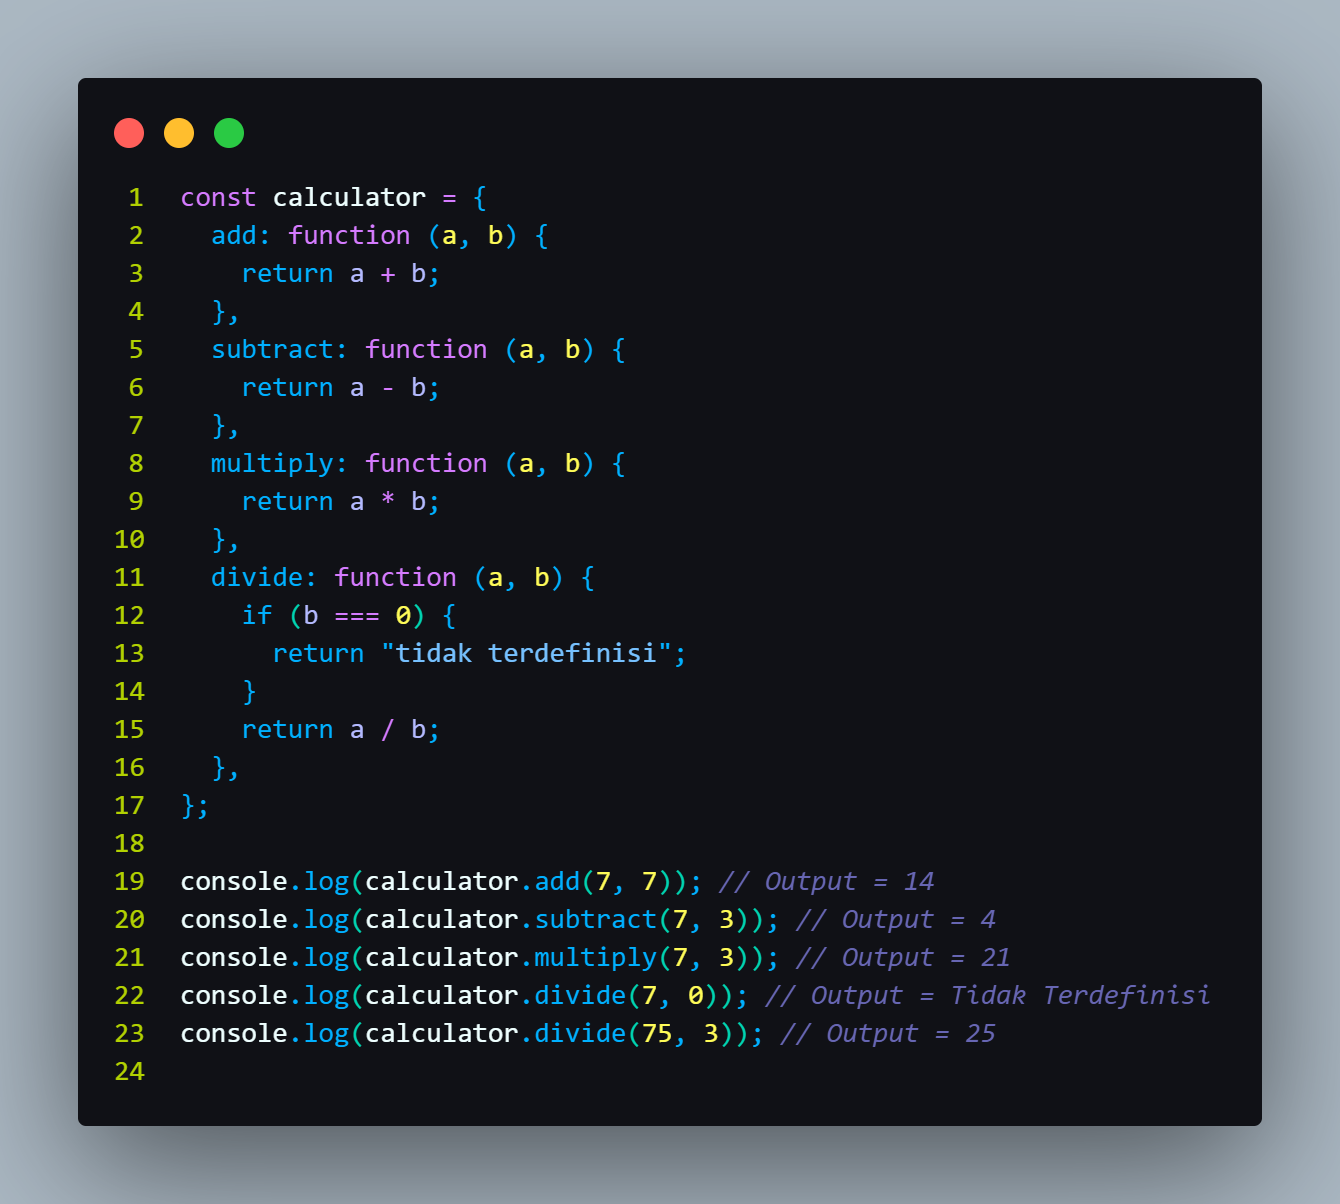 1 const calculator = {
2   add: function (a, b) {
3     return a + b;
4   },
5   subtract: function (a, b) {
6     return a - b;
7   },
8   multiply: function (a, b) {
9     return a * b;
10   },
11   divide: function (a, b) {
12     if (b === 0) {
13       return "tidak terdefinisi";
14     }
15     return a / b;
16   },
17 };
18
19 console.log(calculator.add(7, 7)); // Output = 14
20 console.log(calculator.subtract(7, 3)); // Output = 4
21 console.log(calculator.multiply(7, 3)); // Output = 21
22 console.log(calculator.divide(7, 0)); // Output = Tidak Terdefinisi
23 console.log(calculator.divide(75, 3)); // Output = 25
24